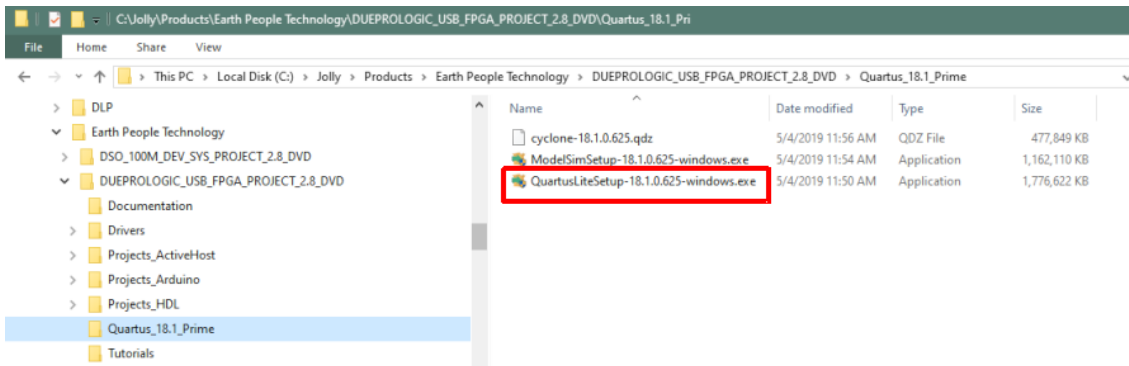 C:\Jolly\Products\Earth People Technology\DUEPROLOGIC_USB_FPGA_PROJECT_2.8_DVD\Quartus_18.1_Pri
File Home Share View
This PC > Local Disk (C:) > Jolly > Products > Earth People Technology > DUEPROLOGIC_USB_FPGA_PROJECT_2.8_DVD > Quartus_18.1_Prime
DLP
Earth People Technology
DSO_100M_DEV_SYS_PROJECT_2.8_DVD
DUEPROLOGIC_USB_FPGA_PROJECT_2.8_DVD
Documentation
Drivers
Projects_ActiveHost
Projects_Arduino
Projects_HDL
Quartus_18.1_Prime
Tutorials
Name Date modified Type Size
cyclone-18.1.0.625.qdz 5/4/2019 11:56 AM QDZ File 477,849 KB
ModelSimSetup-18.1.0.625-windows.exe 5/4/2019 11:54 AM Application 1,162,110 KB
QuartusLiteSetup-18.1.0.625-windows.exe 5/4/2019 11:50 AM Application 1,776,622 KB